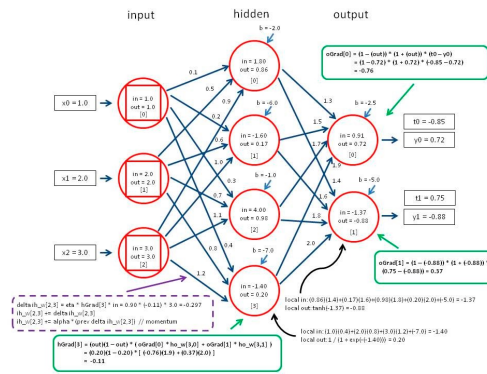 input
hidden
output
b = -2.0
in = 1.80
out = 0.86
[0]
oGrad[0] = (1 – (out)) * (1 + (out)) * (t0 – y0)
= (1 – 0.72) * (1 + 0.72) * (-0.85 – 0.72)
= -0.76
0.1
x0 = 1.0
in = 1.0
out = 1.0
[0]
0.5
0.9
b = -6.0
1.3
b = -2.5
in = -1.60
out = 0.17
[1]
0.6
1.0
1.5
1.7
in = 0.91
out = 0.72
[0]
t0 = -0.85
y0 = 0.72
x1 = 2.0
in = 2.0
out = 2.0
[1]
0.3
0.7
b = -1.0
1.9
1.4
b = -5.0
in = 4.00
out = 0.98
[2]
1.1
1.6
1.8
in = -1.37
out = -0.88
[1]
t1 = 0.75
y1 = -0.88
x2 = 3.0
in = 3.0
out = 3.0
[2]
0.8
0.4
b = -7.0
2.0
1.2
in = -1.40
out = 0.20
[3]
oGrad[1] = (1 – (-0.88)) * (1 + (-0.88)) *
(0.75 – (-0.88)) = 0.37
delta ih_w[2,3] = eta * hGrad[3] * in = 0.90 * (-0.11) * 3.0 = -0.297
ih_w[2,3] += delta ih_w[2,3]
ih_w[2,3] += alpha * (prev delta ih_w[2,3]) // momentum
local in: (0.86)(1.4)+(0.17)(1.6)+(0.98)(1.8)+(0.20)(2.0)+(-5.0) = -1.37
local out: tanh(-1.37) = -0.88
local in: (1.0)(0.4)+(2.0)(0.8)+(3.0)(1.2)+(-7.0) = -1.40
local out: 1 / (1 + exp(-(-1.40))) = 0.20
hGrad[3] = (out)(1 – out) * ( oGrad[0] * ho_w[3,0] + oGrad[1] * ho_w[3,1] )
= (0.20)(1 – 0.20) * [ (-0.76)(1.9) + (0.37)(2.0) ]
= -0.11